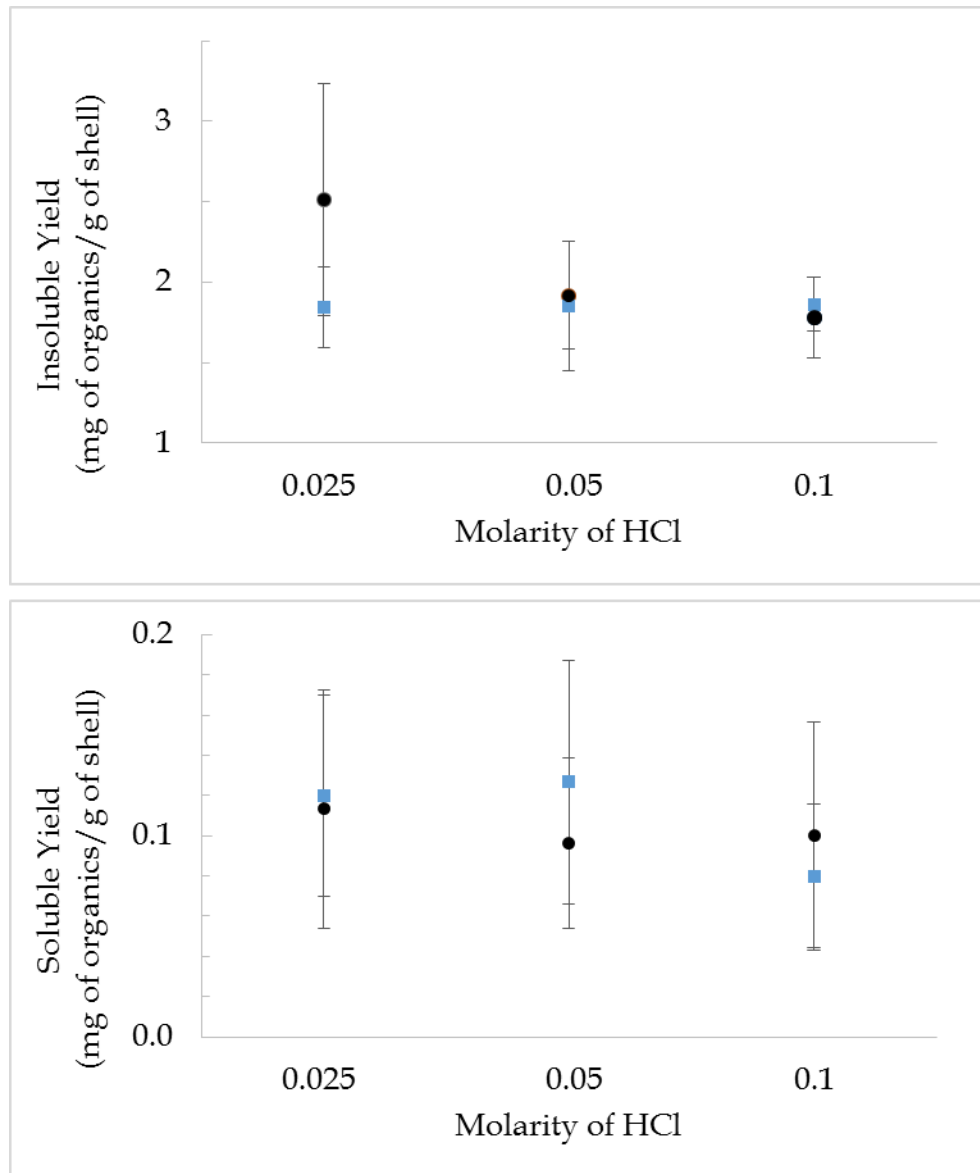 Insoluble Yield
(mg of organics/g of shell)
3
2
1
0.025 0.05 0.1
Molarity of HCl
Soluble Yield
(mg of organics/g of shell)
0.2
0.1
0.0
0.025 0.05 0.1
Molarity of HCl